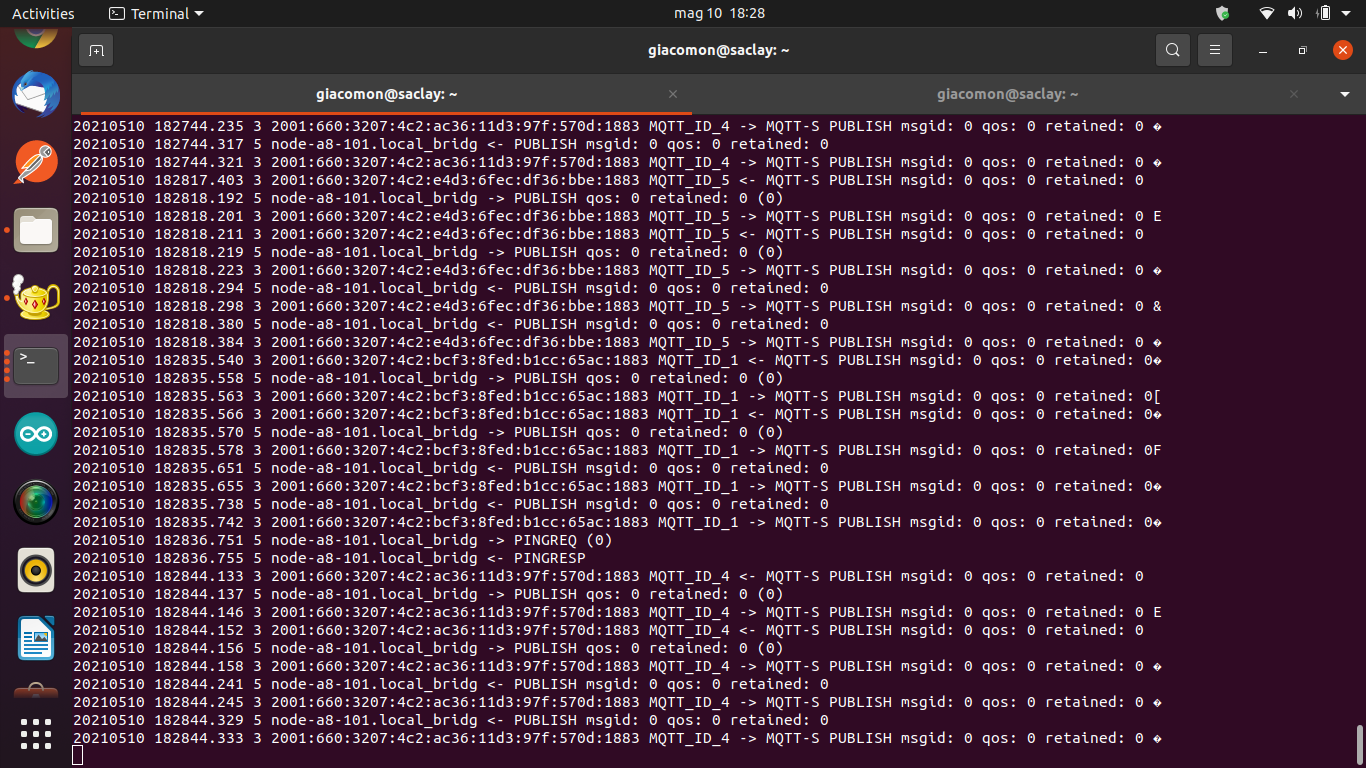 Activities
Terminal
mag 10 18:28
giacomon@saclay: ~
giacomon@saclay: ~
giacomon@saclay: ~
20210510 182744.235 3 2001:660:3207:4c2:ac36:11d3:97f:570d:1883 MQTT_ID_4 -> MQTT-S PUBLISH msgid: 0 qos: 0 retained: 0 �
20210510 182744.317 5 node-a8-101.local_bridg <- PUBLISH msgid: 0 qos: 0 retained: 0
20210510 182744.321 3 2001:660:3207:4c2:ac36:11d3:97f:570d:1883 MQTT_ID_4 -> MQTT-S PUBLISH msgid: 0 qos: 0 retained: 0 �
20210510 182817.403 3 2001:660:3207:4c2:e4d3:6fec:df36:bbe:1883 MQTT_ID_5 <- MQTT-S PUBLISH msgid: 0 qos: 0 retained: 0
20210510 182818.192 5 node-a8-101.local_bridg -> PUBLISH qos: 0 retained: 0 (0)
20210510 182818.201 3 2001:660:3207:4c2:e4d3:6fec:df36:bbe:1883 MQTT_ID_5 -> MQTT-S PUBLISH msgid: 0 qos: 0 retained: 0 E
20210510 182818.211 3 2001:660:3207:4c2:e4d3:6fec:df36:bbe:1883 MQTT_ID_5 <- MQTT-S PUBLISH msgid: 0 qos: 0 retained: 0
20210510 182818.219 5 node-a8-101.local_bridg -> PUBLISH qos: 0 retained: 0 (0)
20210510 182818.223 3 2001:660:3207:4c2:e4d3:6fec:df36:bbe:1883 MQTT_ID_5 -> MQTT-S PUBLISH msgid: 0 qos: 0 retained: 0 �
20210510 182818.294 5 node-a8-101.local_bridg <- PUBLISH msgid: 0 qos: 0 retained: 0
20210510 182818.298 3 2001:660:3207:4c2:e4d3:6fec:df36:bbe:1883 MQTT_ID_5 -> MQTT-S PUBLISH msgid: 0 qos: 0 retained: 0 &
20210510 182818.380 5 node-a8-101.local_bridg <- PUBLISH msgid: 0 qos: 0 retained: 0
20210510 182818.384 3 2001:660:3207:4c2:e4d3:6fec:df36:bbe:1883 MQTT_ID_5 -> MQTT-S PUBLISH msgid: 0 qos: 0 retained: 0 �
20210510 182835.540 3 2001:660:3207:4c2:bcf3:8fed:b1cc:65ac:1883 MQTT_ID_1 <- MQTT-S PUBLISH msgid: 0 qos: 0 retained: 0�
20210510 182835.558 5 node-a8-101.local_bridg -> PUBLISH qos: 0 retained: 0 (0)
20210510 182835.563 3 2001:660:3207:4c2:bcf3:8fed:b1cc:65ac:1883 MQTT_ID_1 -> MQTT-S PUBLISH msgid: 0 qos: 0 retained: 0[
20210510 182835.566 3 2001:660:3207:4c2:bcf3:8fed:b1cc:65ac:1883 MQTT_ID_1 <- MQTT-S PUBLISH msgid: 0 qos: 0 retained: 0�
20210510 182835.570 5 node-a8-101.local_bridg -> PUBLISH qos: 0 retained: 0 (0)
20210510 182835.578 3 2001:660:3207:4c2:bcf3:8fed:b1cc:65ac:1883 MQTT_ID_1 -> MQTT-S PUBLISH msgid: 0 qos: 0 retained: 0F
20210510 182835.651 5 node-a8-101.local_bridg <- PUBLISH msgid: 0 qos: 0 retained: 0
20210510 182835.655 3 2001:660:3207:4c2:bcf3:8fed:b1cc:65ac:1883 MQTT_ID_1 -> MQTT-S PUBLISH msgid: 0 qos: 0 retained: 0�
20210510 182835.738 5 node-a8-101.local_bridg <- PUBLISH msgid: 0 qos: 0 retained: 0
20210510 182835.742 3 2001:660:3207:4c2:bcf3:8fed:b1cc:65ac:1883 MQTT_ID_1 -> MQTT-S PUBLISH msgid: 0 qos: 0 retained: 0�
20210510 182836.751 5 node-a8-101.local_bridg -> PINGREQ (0)
20210510 182836.755 5 node-a8-101.local_bridg <- PINGRESP
20210510 182844.133 3 2001:660:3207:4c2:ac36:11d3:97f:570d:1883 MQTT_ID_4 <- MQTT-S PUBLISH msgid: 0 qos: 0 retained: 0
20210510 182844.137 5 node-a8-101.local_bridg -> PUBLISH qos: 0 retained: 0 (0)
20210510 182844.146 3 2001:660:3207:4c2:ac36:11d3:97f:570d:1883 MQTT_ID_4 -> MQTT-S PUBLISH msgid: 0 qos: 0 retained: 0 E
20210510 182844.152 3 2001:660:3207:4c2:ac36:11d3:97f:570d:1883 MQTT_ID_4 <- MQTT-S PUBLISH msgid: 0 qos: 0 retained: 0
20210510 182844.156 5 node-a8-101.local_bridg -> PUBLISH qos: 0 retained: 0 (0)
20210510 182844.158 3 2001:660:3207:4c2:ac36:11d3:97f:570d:1883 MQTT_ID_4 -> MQTT-S PUBLISH msgid: 0 qos: 0 retained: 0 �
20210510 182844.241 5 node-a8-101.local_bridg <- PUBLISH msgid: 0 qos: 0 retained: 0
20210510 182844.245 3 2001:660:3207:4c2:ac36:11d3:97f:570d:1883 MQTT_ID_4 -> MQTT-S PUBLISH msgid: 0 qos: 0 retained: 0 �
20210510 182844.329 5 node-a8-101.local_bridg <- PUBLISH msgid: 0 qos: 0 retained: 0
20210510 182844.333 3 2001:660:3207:4c2:ac36:11d3:97f:570d:1883 MQTT_ID_4 -> MQTT-S PUBLISH msgid: 0 qos: 0 retained: 0 �